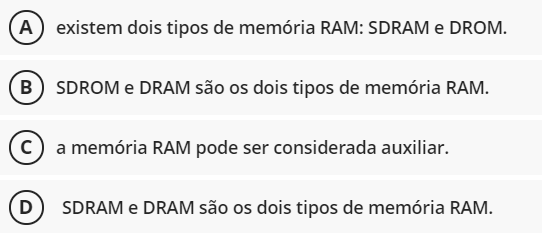 A existem dois tipos de memória RAM: SDRAM e DROM.
B SDROM e DRAM são os dois tipos de memória RAM.
C a memória RAM pode ser considerada auxiliar.
D SDRAM e DRAM são os dois tipos de memória RAM.